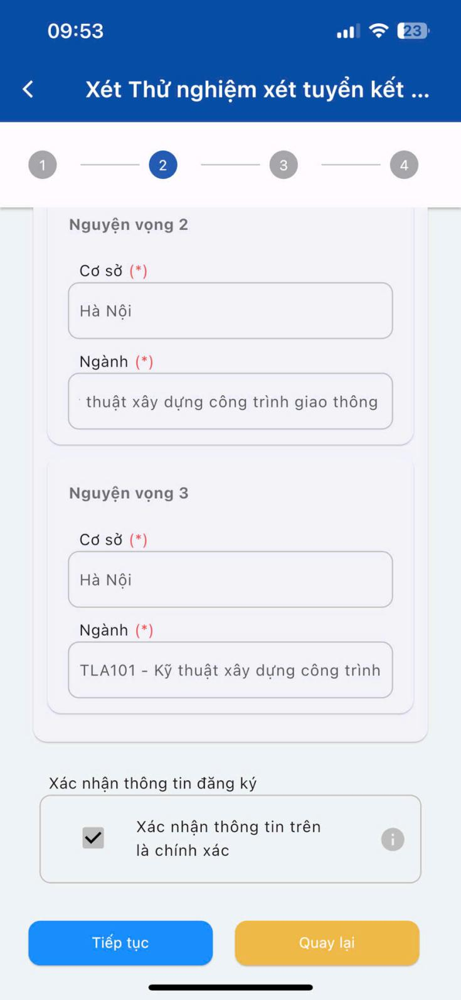 09:53
23
Xét Thử nghiệm xét tuyển kết ...
1
2
3
4
Nguyện vọng 2
Cơ sở (*)
Hà Nội
Ngành (*)
thuật xây dựng công trình giao thông
Nguyện vọng 3
Cơ sở (*)
Hà Nội
Ngành (*)
TLA101 - Kỹ thuật xây dựng công trình
Xác nhận thông tin đăng ký
Xác nhận thông tin trên
là chính xác
i
Tiếp tục
Quay lại